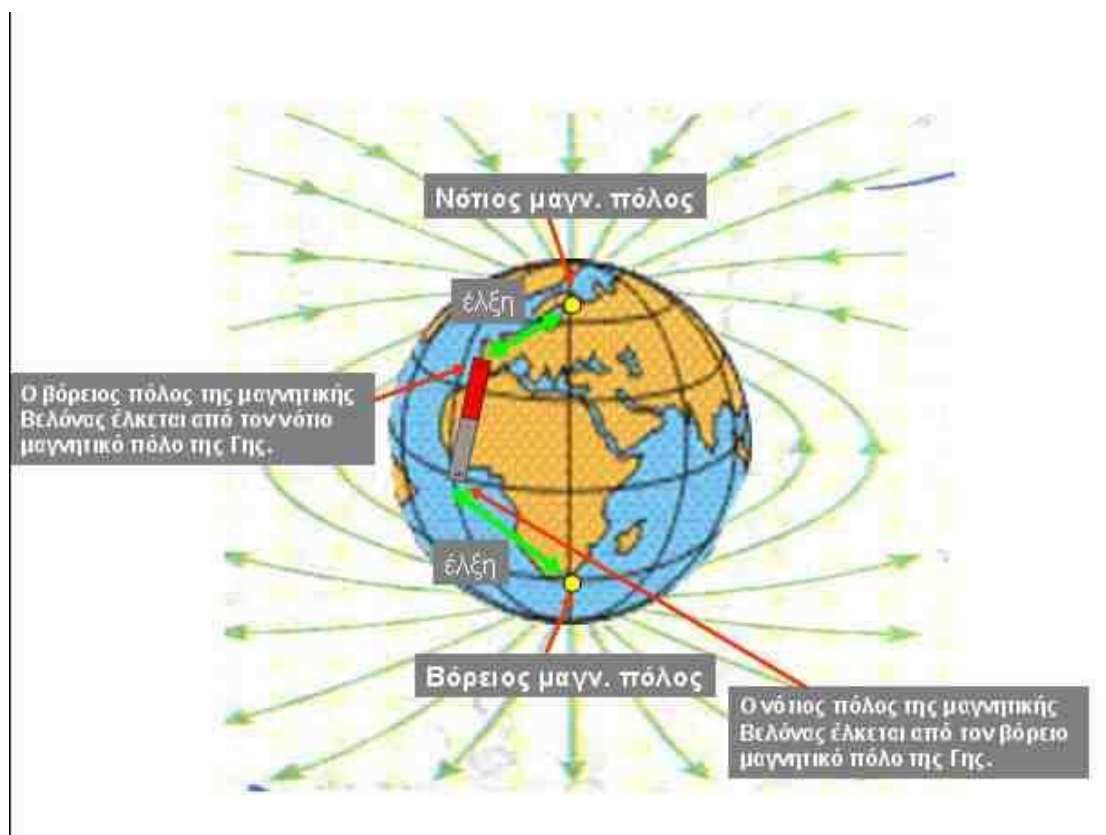 Νότιος μαγν. πόλος
έλξη
Ο βόρειος πόλος της μαγνητικής
Βελόνας έλκεται από τον νότιο
μαγνητικό πόλο της Γης.
έλξη
Βόρειος μαγν. πόλος
Ο νότιος πόλος της μαγνητικής
Βελόνας έλκεται από τον βόρειο
μαγνητικό πόλο της Γης.